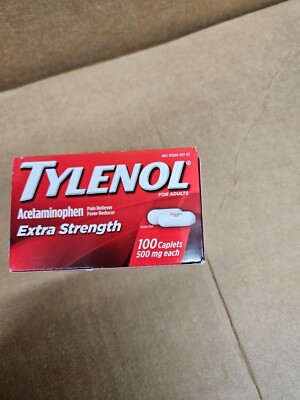 TYLENOL
FOR ADULTS
Acetaminophen
Pain Reliever
Fever Reducer
Extra Strength
100 Caplets
500 mg each